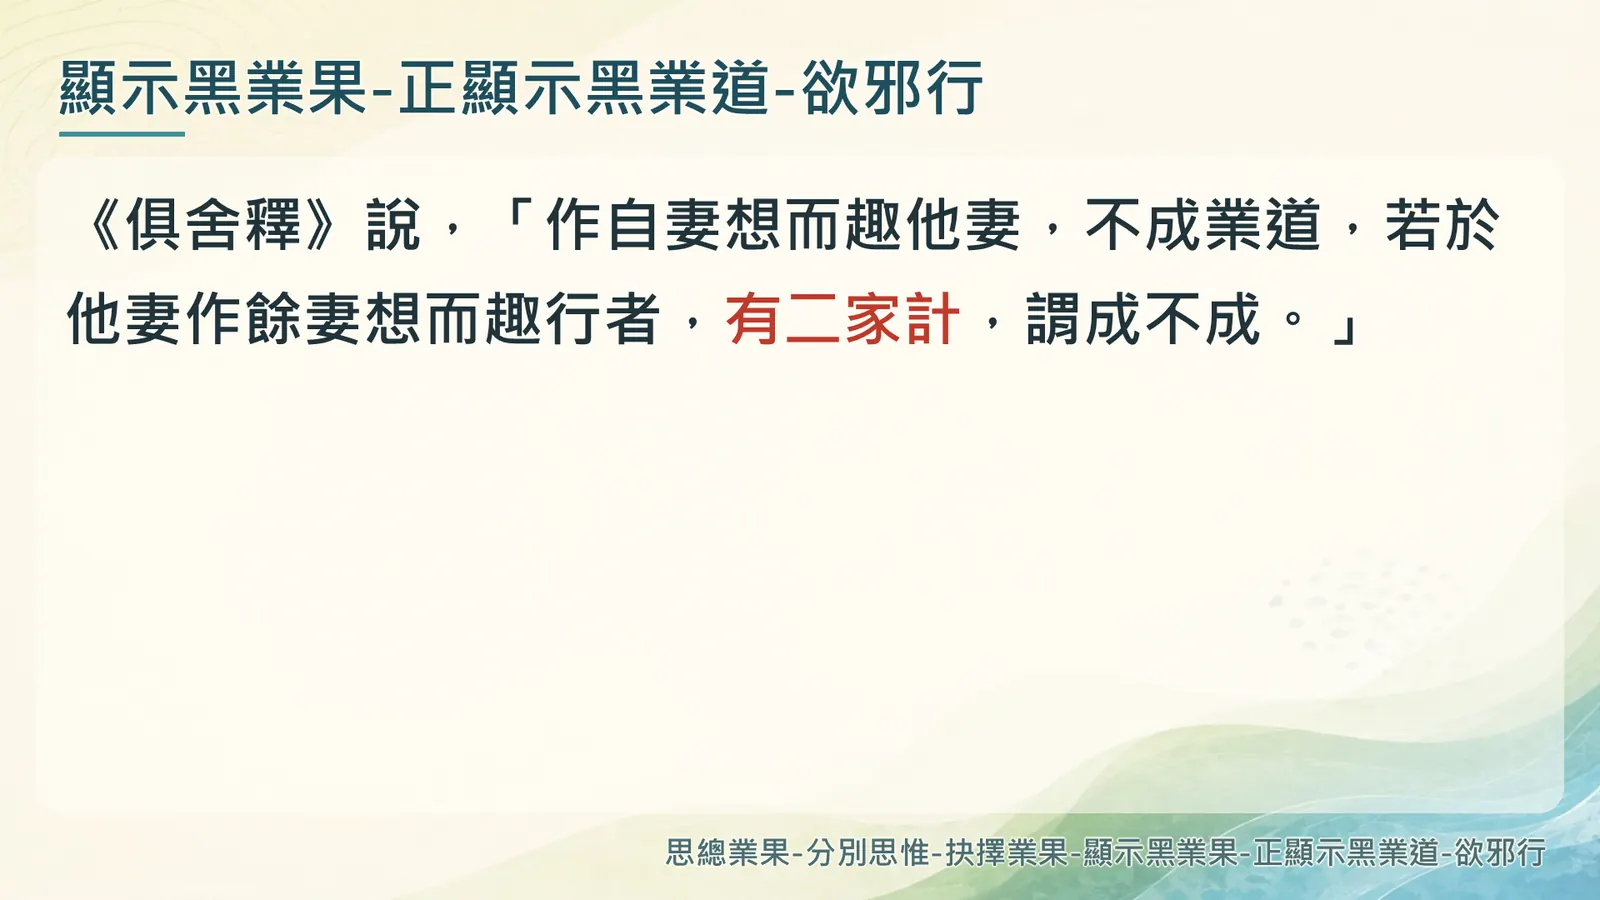 顯示黑業果-正顯示黑業道-欲邪行
《俱舍釋》說，「作自妻想而趣他妻，不成業道，若於
他妻作餘妻想而趣行者，有二家計，謂成不成。」
思總業果-分別思惟-抉擇業果-顯示黑業果-正顯示黑業道-欲邪行